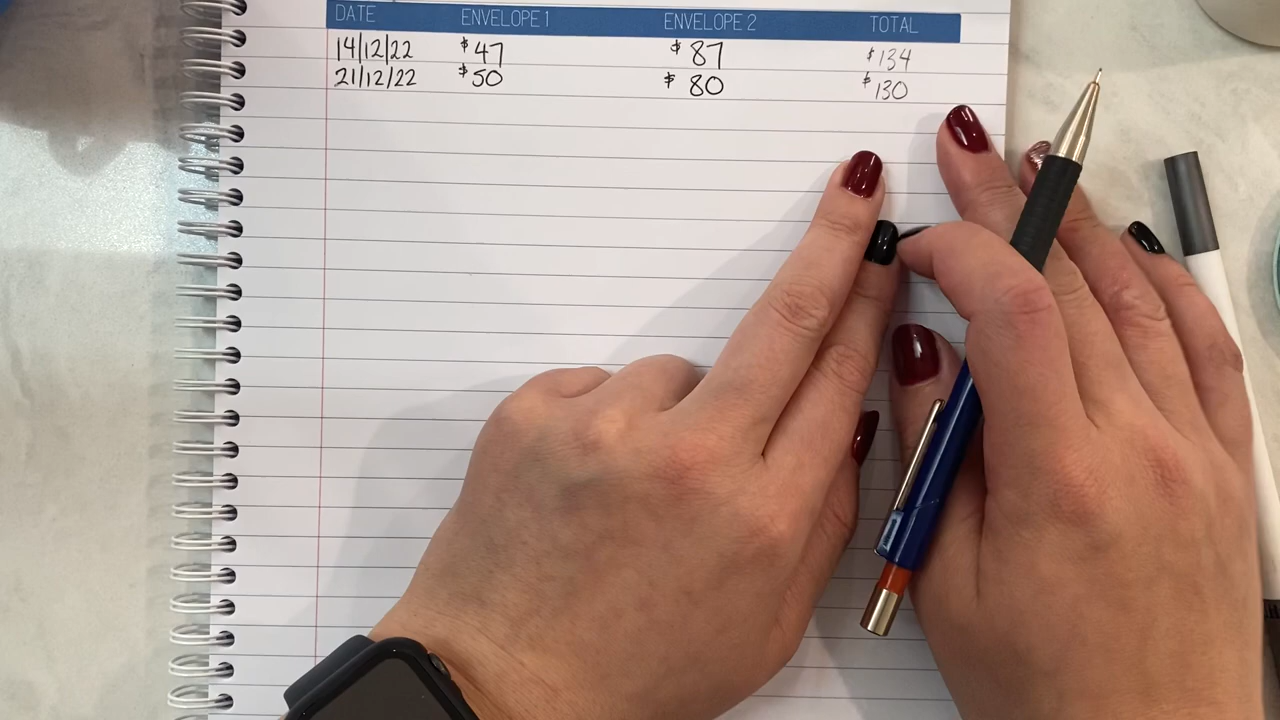 DATE ENVELOPE 1 ENVELOPE 2 TOTAL
14/12/22 $47 $87 $134
21/12/22 $50 $80 $130